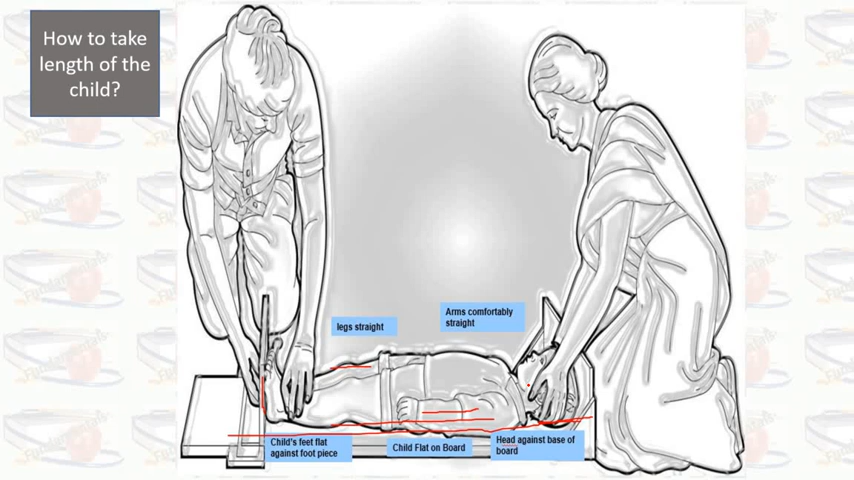 How to take
length of the
child?
legs straight
Arms comfortably
straight
Child's feet flat
against foot piece
Child Flat on Board
Head against base of
board
Fundamentals